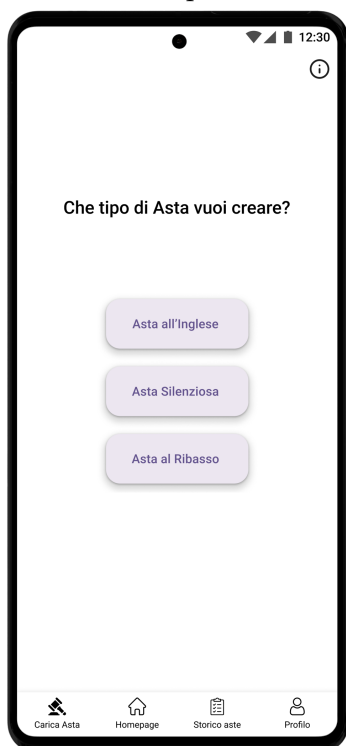 12:30
Che tipo di Asta vuoi creare?
Asta all'Inglese
Asta Silenziosa
Asta al Ribasso
Carica Asta
Homepage
Storico aste
Profilo